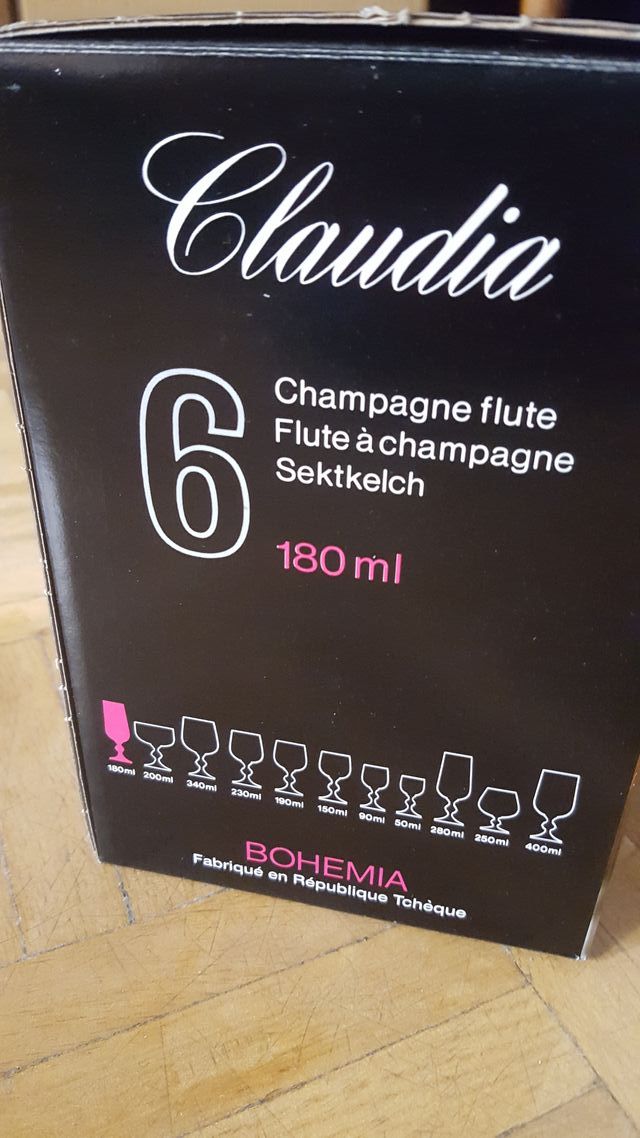 Claudia
6
Champagne flute
Flute à champagne
Sektkelch
180 ml
180ml 200ml 340ml 230ml 190ml 150ml 90ml 50ml 280ml 250ml 400ml
BOHEMIA
Fabriqué en République Tchèque